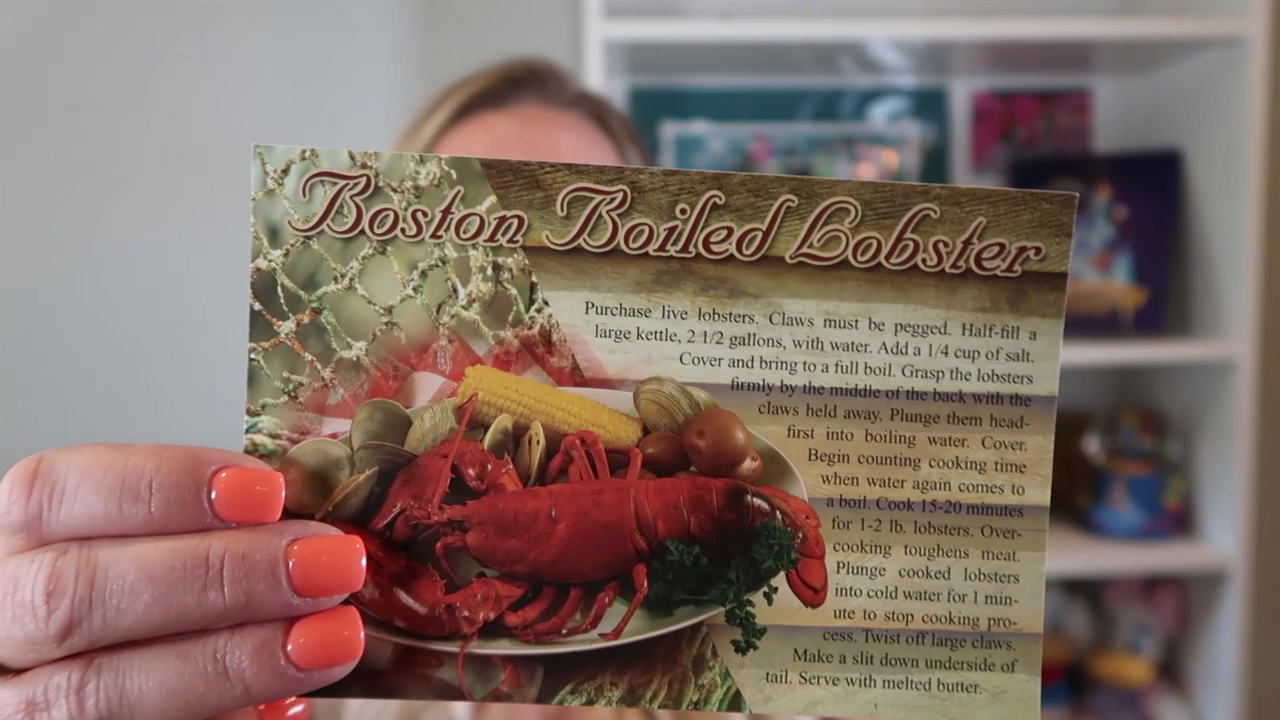 Boston Boiled Lobster
Purchase live lobsters. Claws must be pegged. Half-fill a
large kettle, 2 1/2 gallons, with water. Add a 1/4 cup of salt.
Cover and bring to a full boil. Grasp the lobsters
firmly by the middle of the back with the
claws held away. Plunge them head-
first into boiling water. Cover.
Begin counting cooking time
when water again comes to
a boil. Cook 15-20 minutes
for 1-2 lb. lobsters. Over-
cooking toughens meat.
Plunge cooked lobsters
into cold water for 1 min-
ute to stop cooking pro-
cess. Twist off large claws.
Make a slit down underside of
tail. Serve with melted butter.